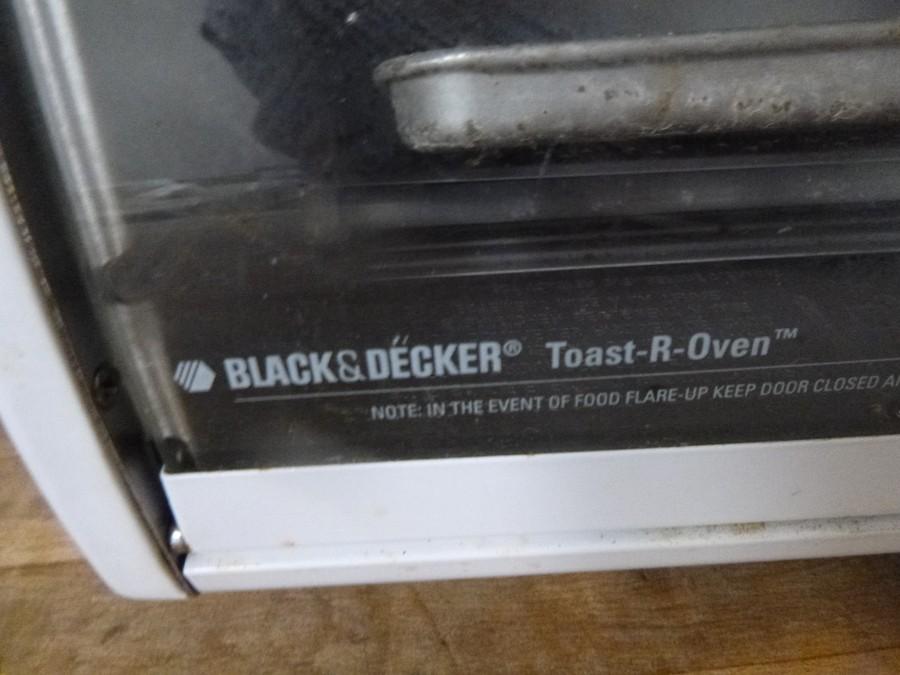 BLACK&DECKER® Toast-R-Oven™
NOTE: IN THE EVENT OF FOOD FLARE-UP KEEP DOOR CLOSED